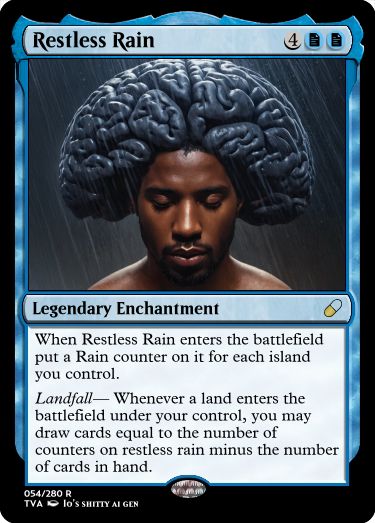 Restless Rain 4
Legendary Enchantment
When Restless Rain enters the battlefield
put a Rain counter on it for each island
you control.
Landfall— Whenever a land enters the
battlefield under your control, you may
draw cards equal to the number of
counters on restless rain minus the number
of cards in hand.
054/280 R
TVA Io's shitty ai gen